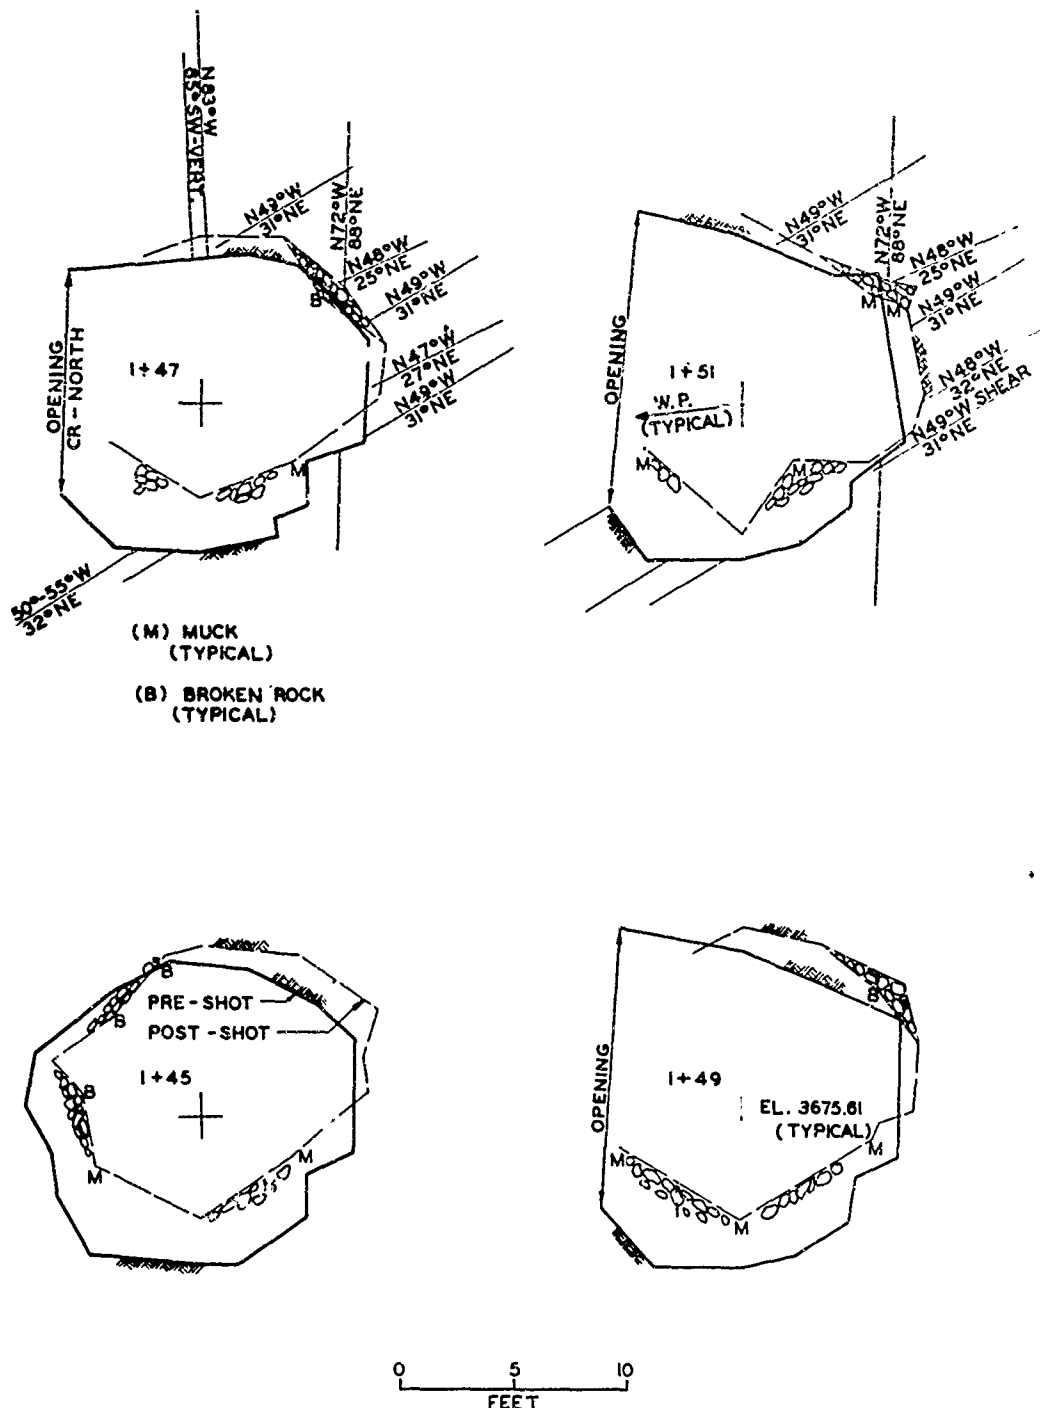 N83°W
85°SW-VERT.
N49°W
31°NE
N72°W
88°NE
N48°W
25°NE
B
N49°W
31°NE
N47°W
27°NE
N49°W
31°NE
OPENING
CR-NORTH
1+47
M
50°-55°W
32°NE
(M) MUCK
(TYPICAL)
(B) BROKEN ROCK
(TYPICAL)
N49°W
31°NE
N72°W
88°NE
N48°W
25°NE
M M
N49°W
31°NE
OPENING
1+51
W.P.
(TYPICAL)
N48°W
32°NE
N49°W SHEAR
31°NE
M
M
B
B
PRE-SHOT
POST-SHOT
1+45
B
M
M
B
OPENING
1+49
EL. 3675.61
(TYPICAL)
M
M
M
0 5 10
FEET